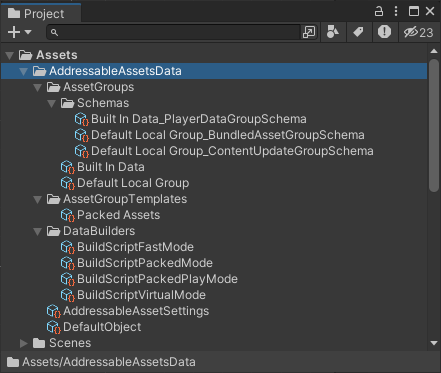 Project
23
Assets
AddressableAssetsData
AssetGroups
Schemas
Built In Data_PlayerDataGroupSchema
Default Local Group_BundledAssetGroupSchema
Default Local Group_ContentUpdateGroupSchema
Built In Data
Default Local Group
AssetGroupTemplates
Packed Assets
DataBuilders
BuildScriptFastMode
BuildScriptPackedMode
BuildScriptPackedPlayMode
BuildScriptVirtualMode
AddressableAssetSettings
DefaultObject
Scenes
Assets/AddressableAssetsData